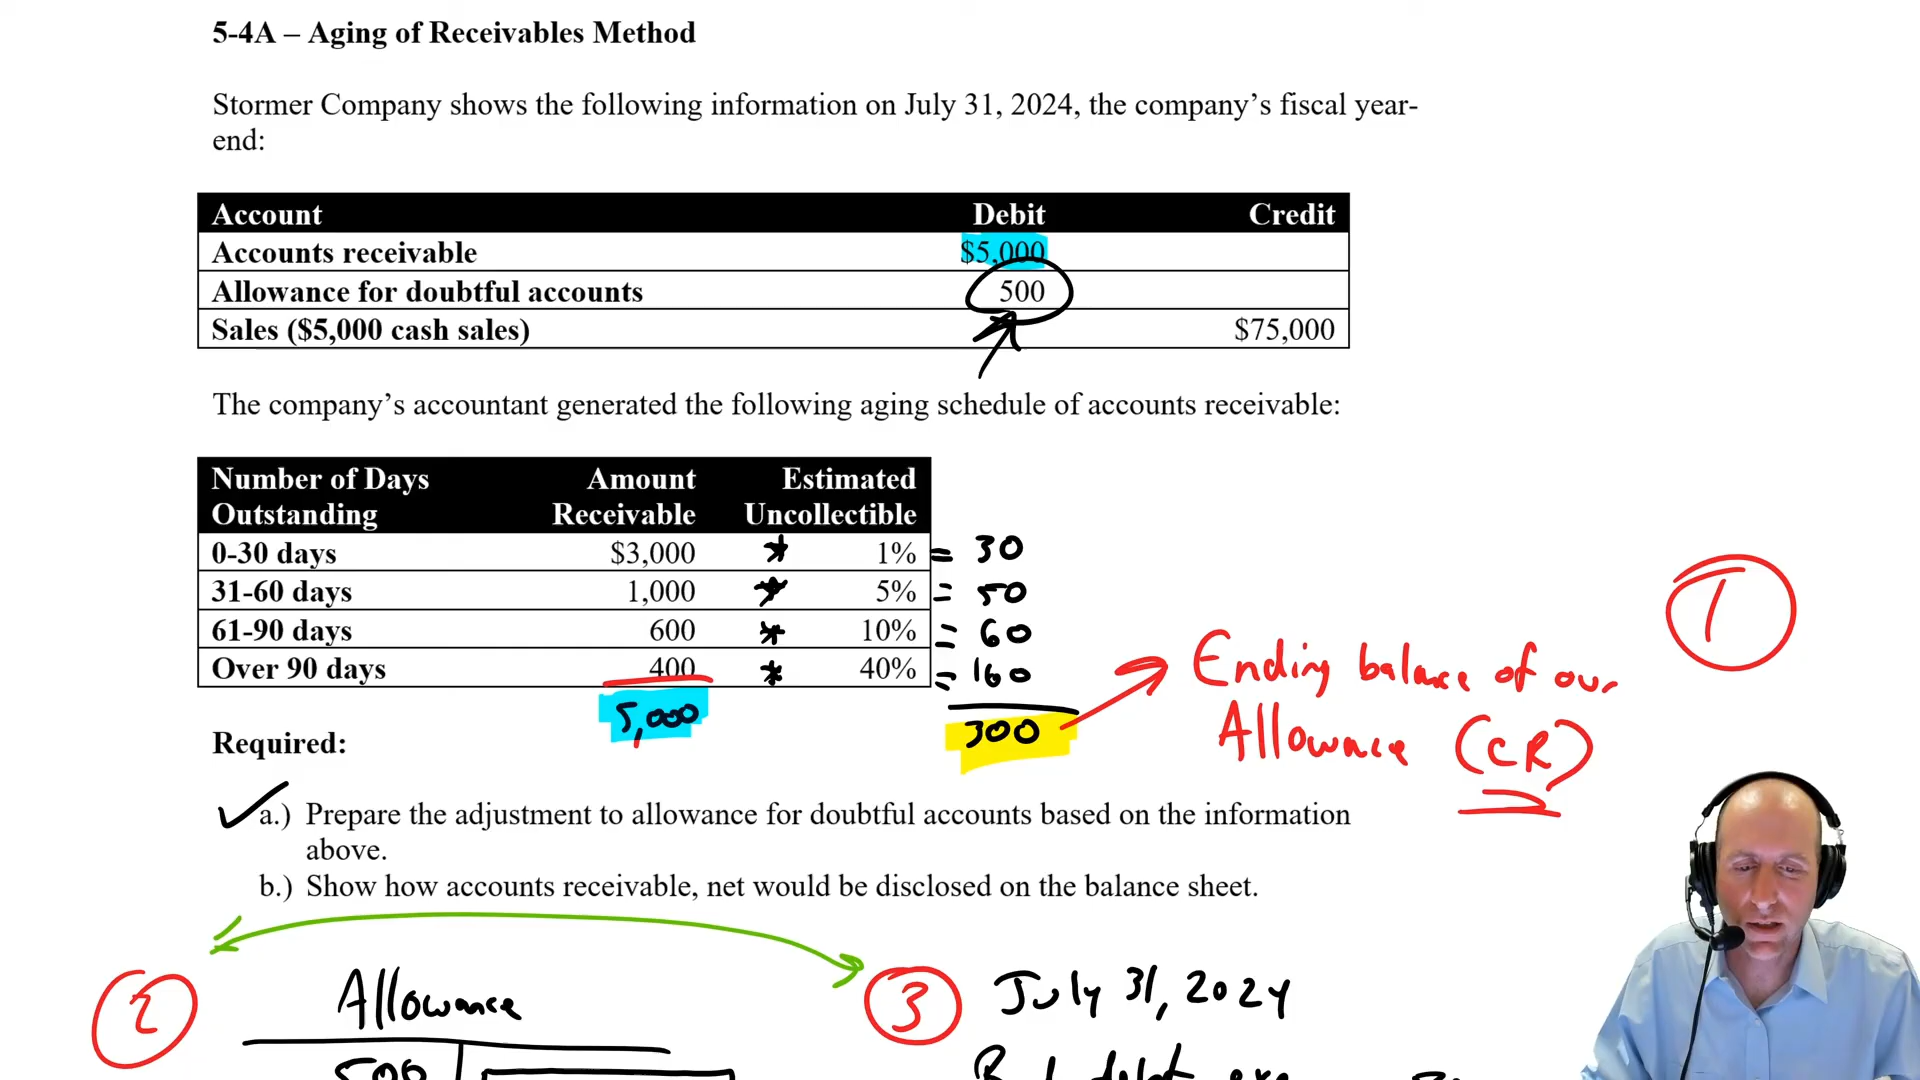 5-4A – Aging of Receivables Method
Stormer Company shows the following information on July 31, 2024, the company’s fiscal year-
end:
Account Debit Credit
Accounts receivable $5,000
Allowance for doubtful accounts 500
Sales ($5,000 cash sales) $75,000
The company’s accountant generated the following aging schedule of accounts receivable:
Number of Days Amount Estimated
Outstanding Receivable Uncollectible
0-30 days $3,000 * 1% = 30
31-60 days 1,000 * 5% = 50
61-90 days 600 * 10% = 60
Over 90 days 400 * 40% = 160
5,000 300
1
Ending balance of our
Allowance (CR)
Required:
a.) Prepare the adjustment to allowance for doubtful accounts based on the information
above.
b.) Show how accounts receivable, net would be disclosed on the balance sheet.
2 Allowance
500
3 July 31, 2024
Bad debt exp